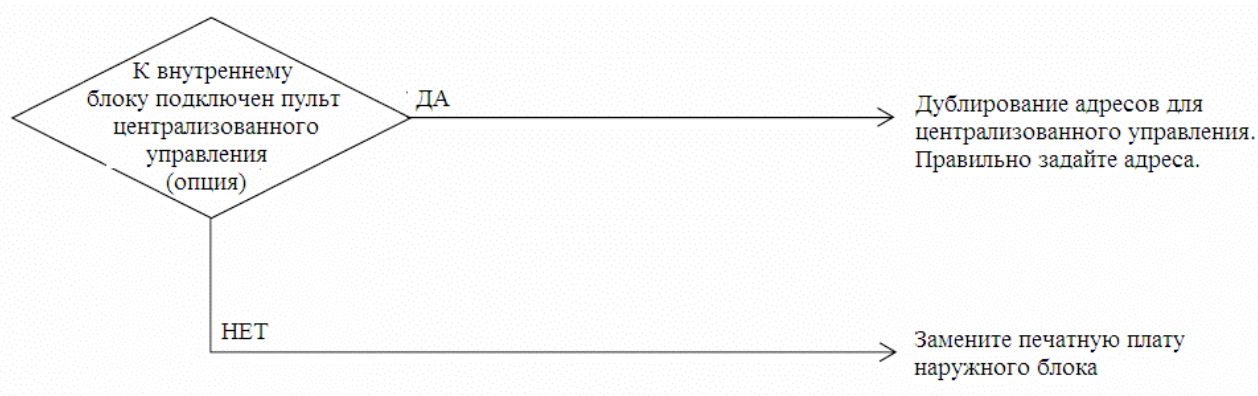 К внутреннему
блоку подключен пульт
централизованного
управления
(опция)
ДА
Дублирование адресов для
централизованного управления.
Правильно задайте адреса.
НЕТ
Замените печатную плату
наружного блока